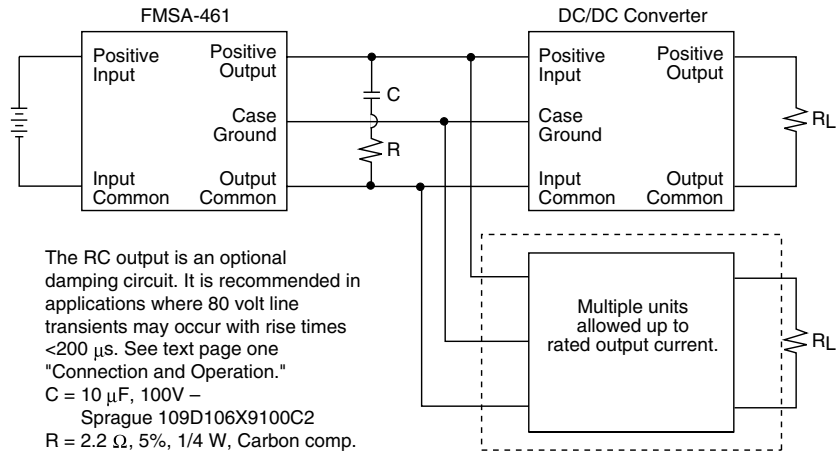 FMSA-461
DC/DC Converter
Positive
Input
Positive
Output
Case
Ground
Input
Common
Output
Common
C
R
Positive
Input
Positive
Output
Case
Ground
Input
Common
Output
Common
RL
The RC output is an optional
damping circuit. It is recommended in
applications where 80 volt line
transients may occur with rise times
<200 μs. See text page one
"Connection and Operation."
C = 10 μF, 100V –
Sprague 109D106X9100C2
R = 2.2 Ω, 5%, 1/4 W, Carbon comp.
Multiple units
allowed up to
rated output current.
RL